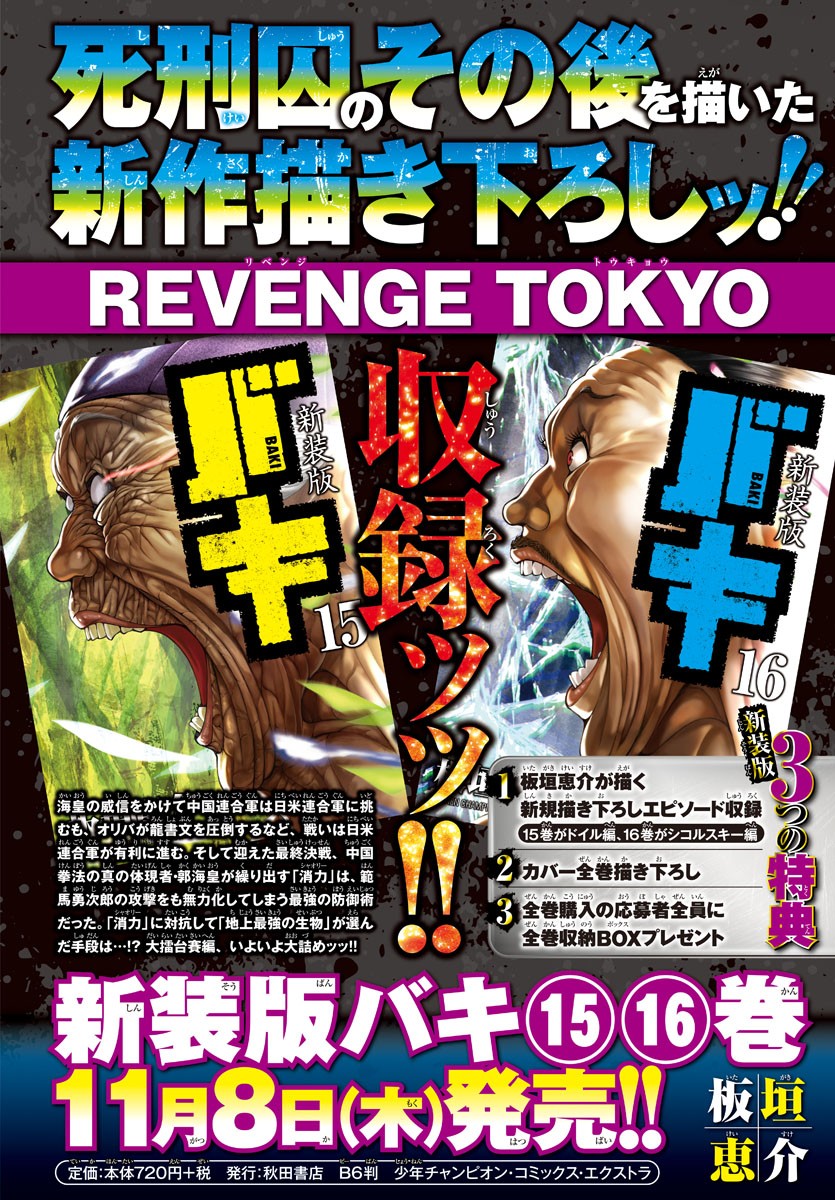 死刑囚のその後を描いた
新作描き下ろしッ!!
REVENGE TOKYO
収録ッッ!!
新装版
バキ
BAKI
15
新装版
バキ
BAKI
16
海皇の威信をかけて中国連合軍は日米連合軍に挑
むも、オリバが龍書文を圧倒するなど、戦いは日米
連合軍が有利に進む。そして迎えた最終決戦、中国
拳法の真の体現者・郭海皇が繰り出す「消力」は、範
馬勇次郎の攻撃をも無力化してしまう最強の防御術
だった。「消力」に対抗して「地上最強の生物」が選ん
だ手段は…!? 大擂台賽編、いよいよ大詰めッッ!!
新装版
3つの特典
1 板垣恵介が描く
新規描き下ろしエピソード収録
15巻がドイル編、16巻がシコルスキー編
2 カバー全巻描き下ろし
3 全巻購入の応募者全員に
全巻収納BOXプレゼント
新装版バキ⑮⑯巻
11月8日(木)発売!!
板垣恵介
定価:本体720円+税 発行:秋田書店 B6判 少年チャンピオン・コミックス・エクストラ